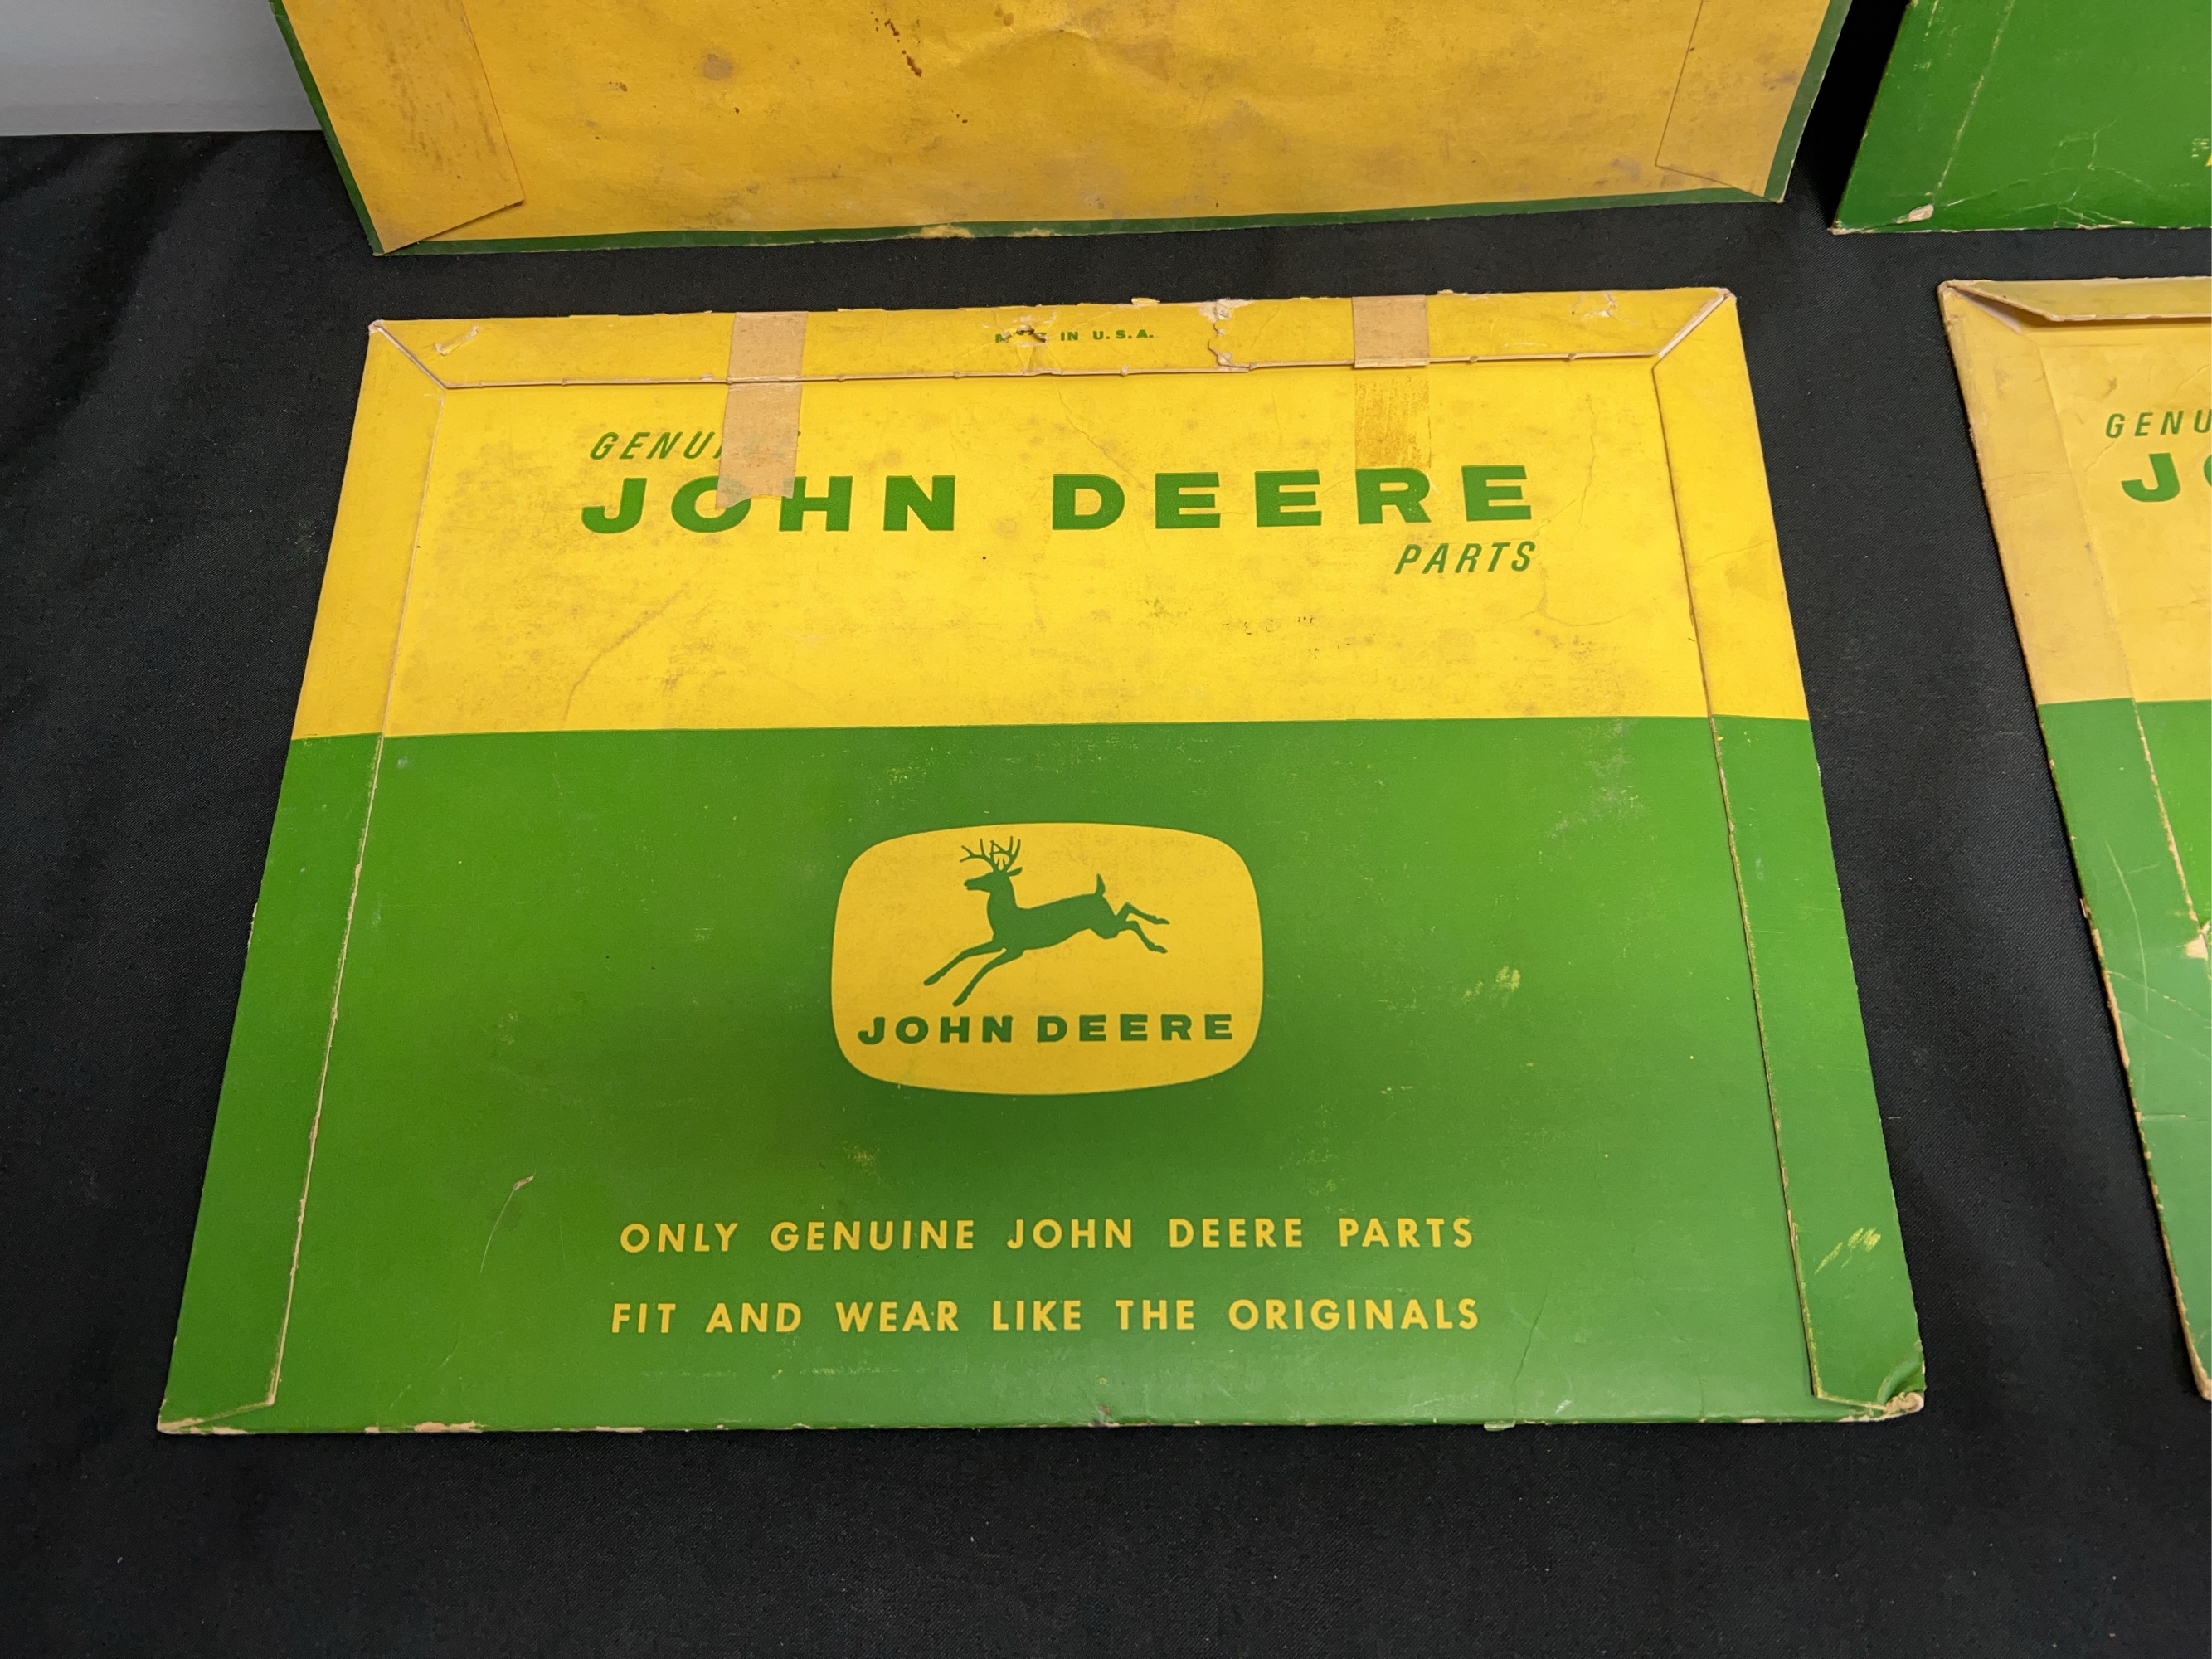 IN U.S.A.
GENU
JOHN DEERE
PARTS
JOHN DEERE
ONLY GENUINE JOHN DEERE PARTS
FIT AND WEAR LIKE THE ORIGINALS
GENU
JO